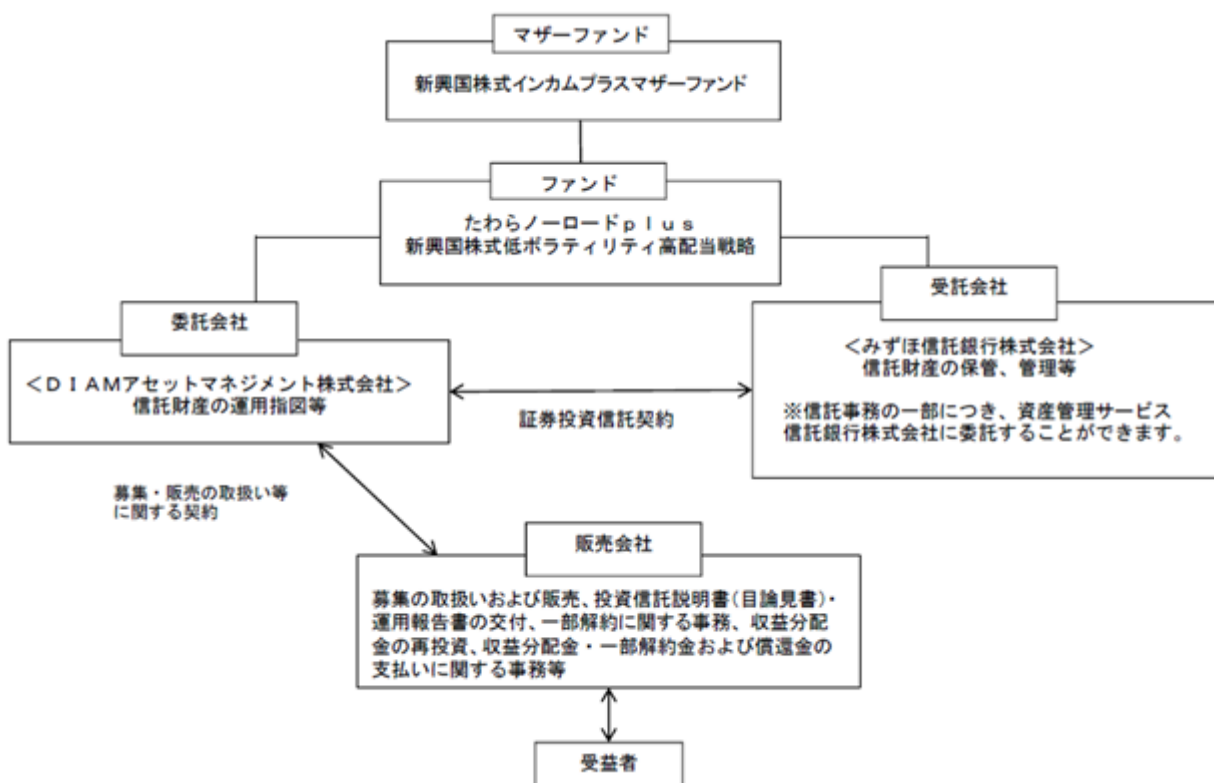 マザーファンド
新興国株式インカムプラスマザーファンド
ファンド
たわらノーロードｐｌｕｓ
新興国株式低ボラティリティ高配当戦略
委託会社
＜ＤＩＡＭアセットマネジメント株式会社＞
信託財産の運用指図等
受託会社
＜みずほ信託銀行株式会社＞
信託財産の保管、管理等
※信託事務の一部につき、資産管理サービス
信託銀行株式会社に委託することができます。
証券投資信託契約
募集・販売の取扱い等
に関する契約
販売会社
募集の取扱いおよび販売、投資信託説明書（目論見書）・
運用報告書の交付、一部解約に関する事務、収益分配
金の再投資、収益分配金・一部解約金および償還金の
支払いに関する事務等
受益者